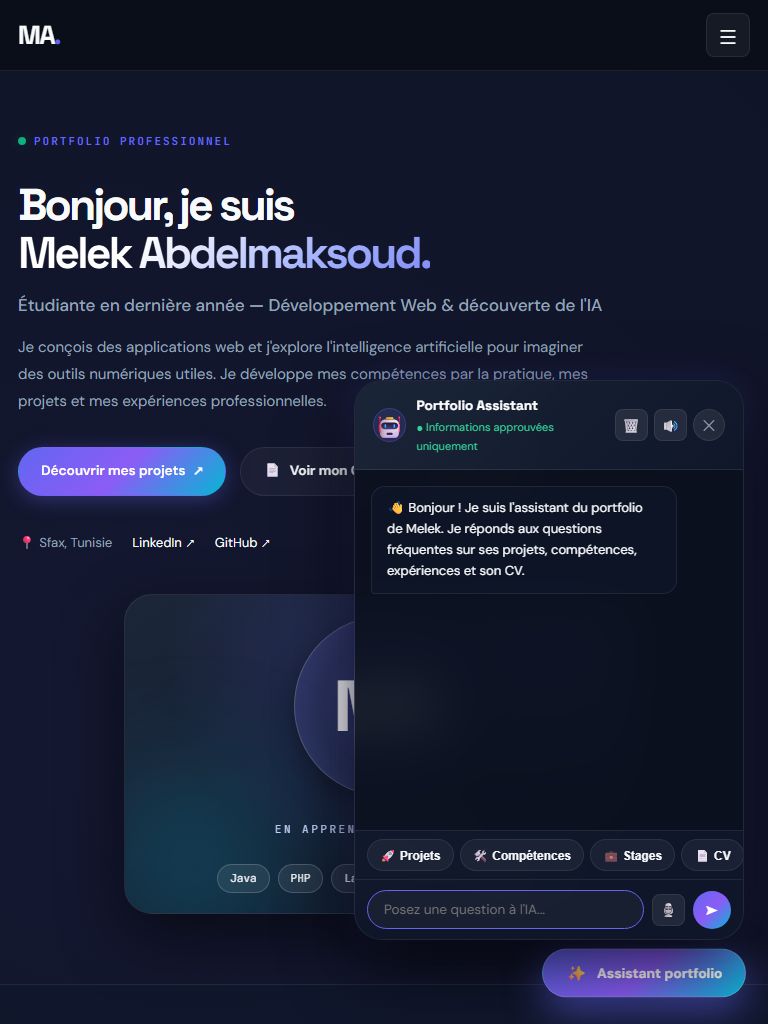 MA.
PORTFOLIO PROFESSIONNEL
Bonjour, je suis
Melek Abdelmaksoud.
Étudiante en dernière année — Développement Web & découverte de l'IA
Je conçois des applications web et j'explore l'intelligence artificielle pour imaginer
des outils numériques utiles. Je développe mes compétences par la pratique, mes
projets et mes expériences professionnelles.
Découvrir mes projets ↗
Voir mon
📍 Sfax, Tunisie LinkedIn ↗ GitHub ↗
EN APPREN
Java PHP
Portfolio Assistant
● Informations approuvées
uniquement
👋 Bonjour ! Je suis l'assistant du portfolio
de Melek. Je réponds aux questions
fréquentes sur ses projets, compétences,
expériences et son CV.
🚀 Projets 🛠 Compétences 💼 Stages 📄 CV
Posez une question à l'IA...
✨ Assistant portfolio